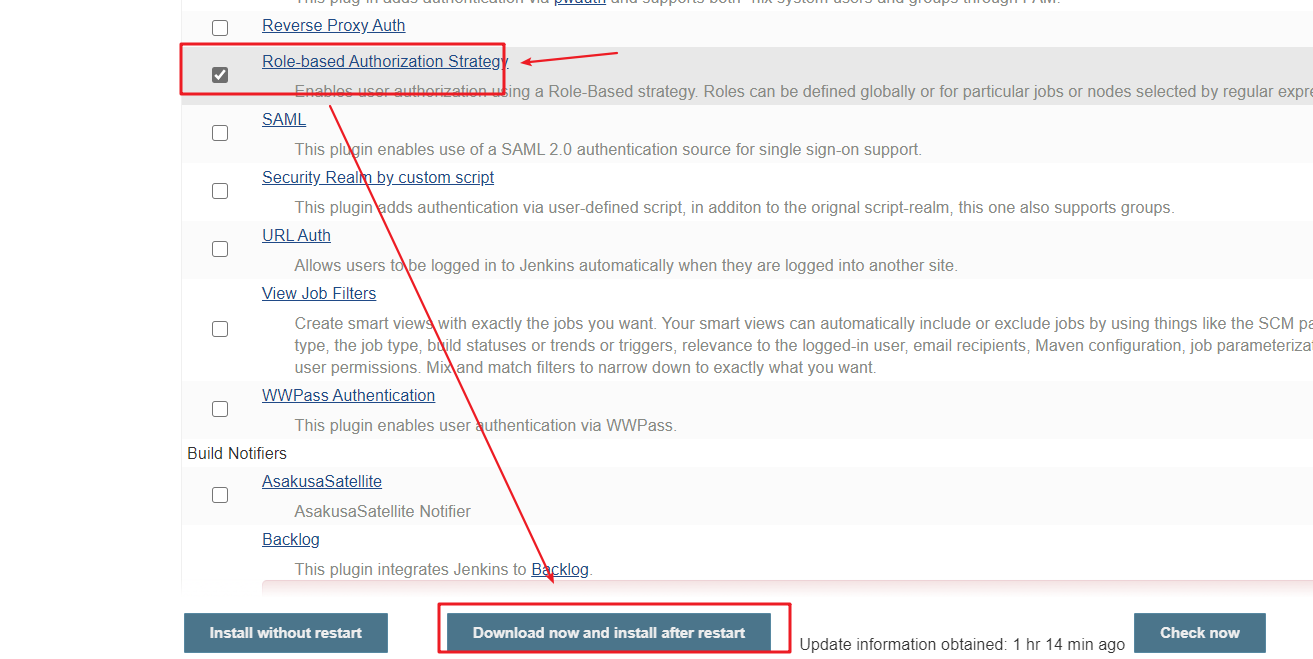 This plug-in adds authentication via pwauth and supports both *nix system users and groups through PAM.
Reverse Proxy Auth
Role-based Authorization Strategy
Enables user authorization using a Role-Based strategy. Roles can be defined globally or for particular jobs or nodes selected by regular expre
SAML
This plugin enables use of a SAML 2.0 authentication source for single sign-on support.
Security Realm by custom script
This plugin adds authentication via user-defined script, in additon to the orignal script-realm, this one also supports groups.
URL Auth
Allows users to be logged in to Jenkins automatically when they are logged into another site.
View Job Filters
Create smart views with exactly the jobs you want. Your smart views can automatically include or exclude jobs by using things like the SCM pa
type, the job type, build statuses or trends or triggers, relevance to the logged-in user, email recipients, Maven configuration, job parameterizat
user permissions. Mix and match filters to narrow down to exactly what you want.
WWPass Authentication
This plugin enables user authentication via WWPass.
Build Notifiers
AsakusaSatellite
AsakusaSatellite Notifier
Backlog
This plugin integrates Jenkins to Backlog.
Install without restart
Download now and install after restart
Update information obtained: 1 hr 14 min ago
Check now